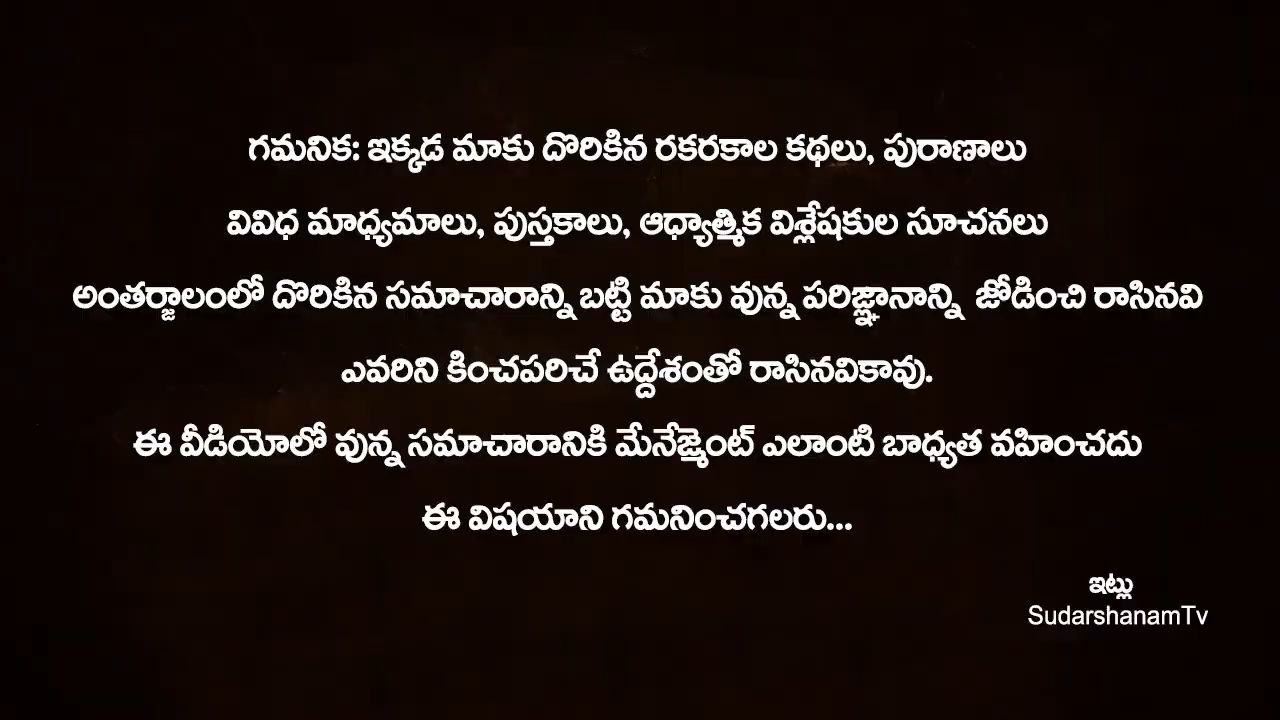 గమనిక: ఇక్కడ మాకు దొరికిన రకరకాల కథలు, పురాణాలు
వివిధ మాధ్యమాలు, పుస్తకాలు, ఆధ్యాత్మిక విశ్లేషకుల సూచనలు
అంతర్జాలంలో దొరికిన సమాచారాన్ని బట్టి మాకు వున్న పరిజ్ఞానాన్ని జోడించి రాసినవి
ఎవరిని కించపరిచే ఉద్దేశంతో రాసినవికావు.
ఈ వీడియోలో వున్న సమాచారానికి మేనేజ్మెంట్ ఎలాంటి బాధ్యత వహించదు
ఈ విషయాని గమనించగలరు...
ఇట్లు
SudarshanamTv